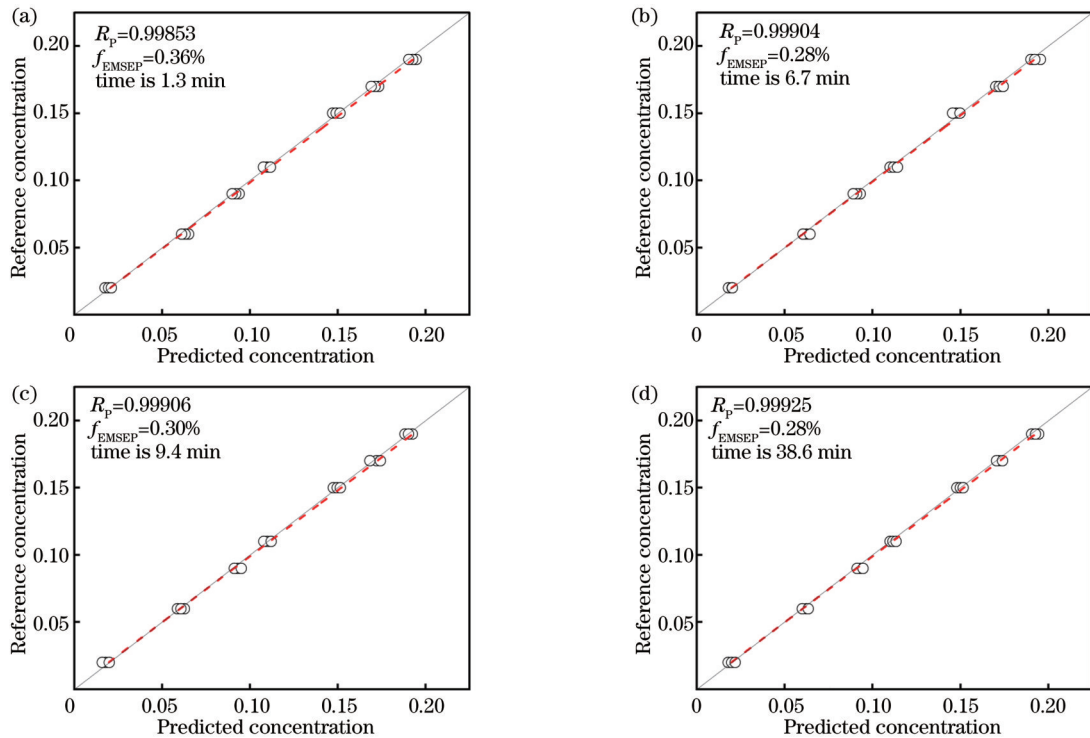 (a)
R_P=0.99853
f_EMSEP=0.36%
time is 1.3 min
Reference concentration
0.20
0.15
0.10
0.05
0 0.05 0.10 0.15 0.20
Predicted concentration
(b)
R_P=0.99904
f_EMSEP=0.28%
time is 6.7 min
Reference concentration
0.20
0.15
0.10
0.05
0 0.05 0.10 0.15 0.20
Predicted concentration
(c)
R_P=0.99906
f_EMSEP=0.30%
time is 9.4 min
Reference concentration
0.20
0.15
0.10
0.05
0 0.05 0.10 0.15 0.20
Predicted concentration
(d)
R_P=0.99925
f_EMSEP=0.28%
time is 38.6 min
Reference concentration
0.20
0.15
0.10
0.05
0 0.05 0.10 0.15 0.20
Predicted concentration